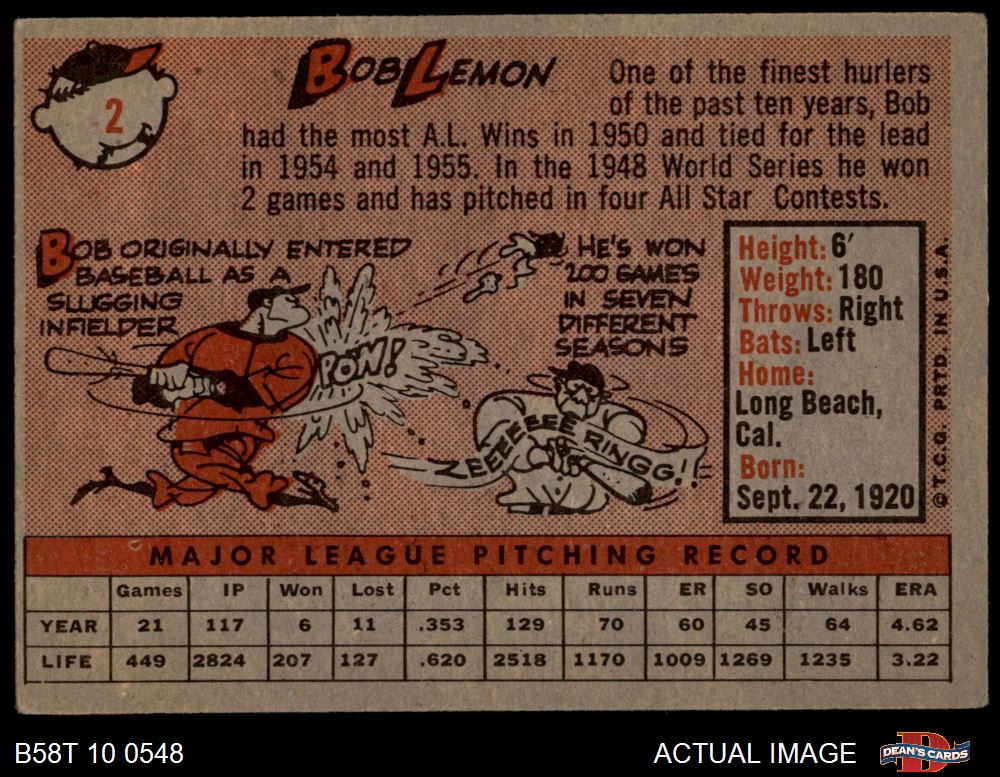 2
BOB LEMON
One of the finest hurlers
of the past ten years, Bob
had the most A.L. Wins in 1950 and tied for the lead
in 1954 and 1955. In the 1948 World Series he won
2 games and has pitched in four All Star Contests.
BOB ORIGINALLY ENTERED
BASEBALL AS A
SLUGGING
INFIELDER
POW!
HE'S WON
200 GAMES
IN SEVEN
DIFFERENT
SEASONS
ZEEEEEEE RINGG!!
Height: 6'
Weight: 180
Throws: Right
Bats: Left
Home:
Long Beach,
Cal.
Born:
Sept. 22, 1920
© T.C.G. PRTD. IN U.S.A.
MAJOR LEAGUE PITCHING RECORD
Games IP Won Lost Pct Hits Runs ER SO Walks ERA
YEAR 21 117 6 11 .353 129 70 60 45 64 4.62
LIFE 449 2824 207 127 .620 2518 1170 1009 1269 1235 3.22
B58T 10 0548
ACTUAL IMAGE
DEAN'S CARDS